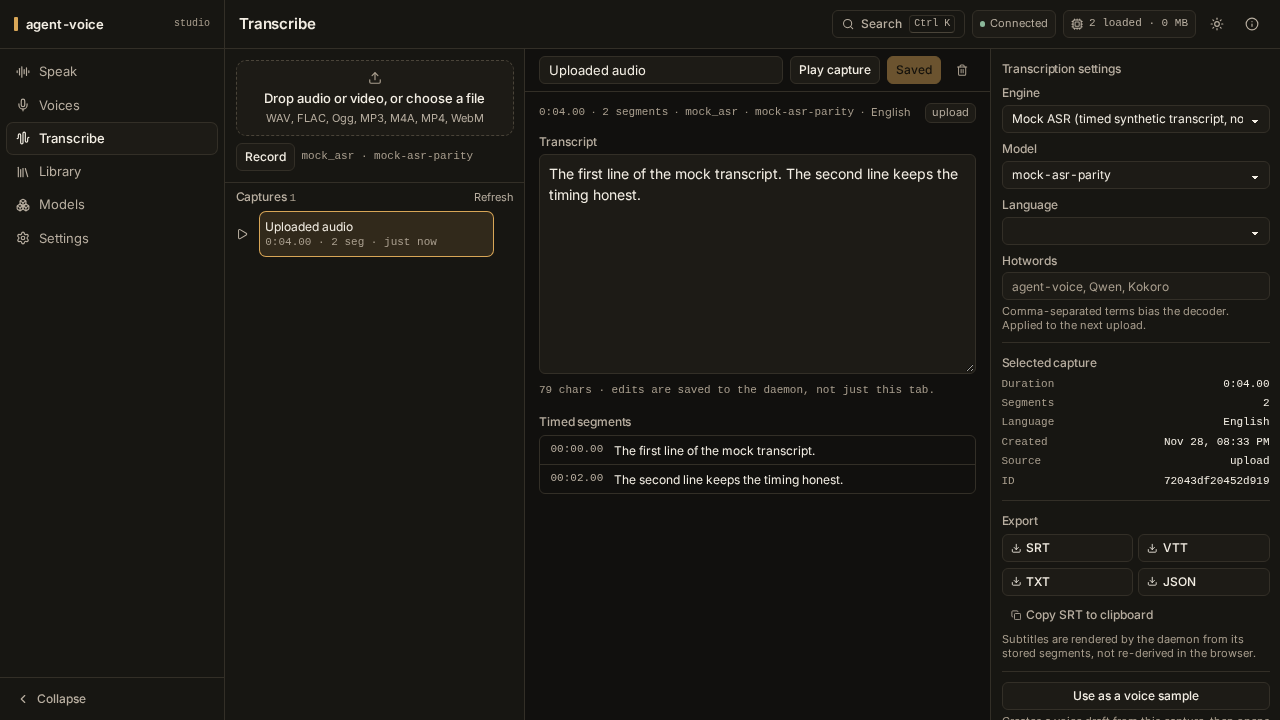 agent-voice
studio
Speak
Voices
Transcribe
Library
Models
Settings
Collapse
Transcribe
Search Ctrl K
Connected
2 loaded · 0 MB
Drop audio or video, or choose a file
WAV, FLAC, Ogg, MP3, M4A, MP4, WebM
Record
mock_asr · mock-asr-parity
Captures 1
Refresh
Uploaded audio
0:04.00 · 2 seg · just now
Uploaded audio
Play capture
Saved
0:04.00 · 2 segments · mock_asr · mock-asr-parity · English
upload
Transcript
The first line of the mock transcript. The second line keeps the
timing honest.
79 chars · edits are saved to the daemon, not just this tab.
Timed segments
00:00.00 The first line of the mock transcript.
00:02.00 The second line keeps the timing honest.
Transcription settings
Engine
Mock ASR (timed synthetic transcript, no
Model
mock-asr-parity
Language
Hotwords
agent-voice, Qwen, Kokoro
Comma-separated terms bias the decoder.
Applied to the next upload.
Selected capture
Duration 0:04.00
Segments 2
Language English
Created Nov 28, 08:33 PM
Source upload
ID 72043df20452d919
Export
SRT
VTT
TXT
JSON
Copy SRT to clipboard
Subtitles are rendered by the daemon from its
stored segments, not re-derived in the browser.
Use as a voice sample